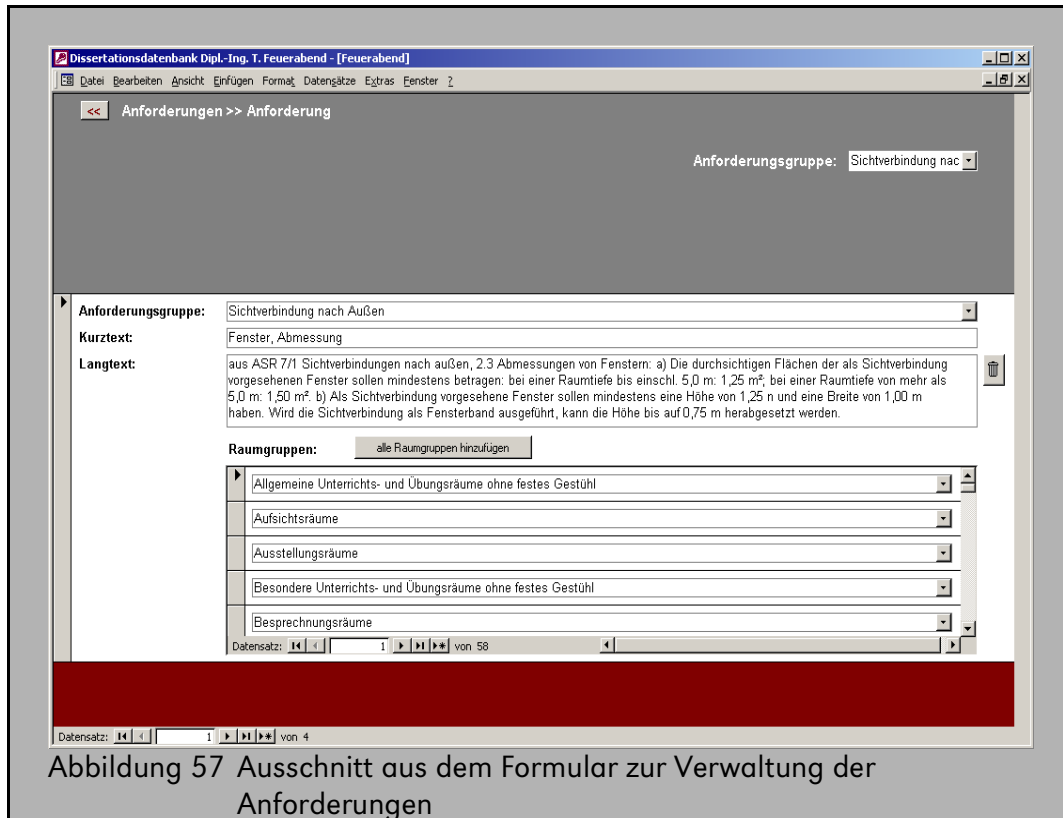 Dissertationsdatenbank Dipl.-Ing. T. Feuerabend - [Feuerabend]
Datei Bearbeiten Ansicht Einfügen Format Datensätze Extras Fenster ?
<< Anforderungen >> Anforderung
Anforderungsgruppe: Sichtverbindung nac
Anforderungsgruppe: Sichtverbindung nach Außen
Kurztext: Fenster, Abmessung
Langtext: aus ASR 7/1 Sichtverbindungen nach außen, 2.3 Abmessungen von Fenstern: a) Die durchsichtigen Flächen der als Sichtverbindung
vorgesehenen Fenster sollen mindestens betragen: bei einer Raumtiefe bis einschl. 5,0 m: 1,25 m²; bei einer Raumtiefe von mehr als
5,0 m: 1,50 m². b) Als Sichtverbindung vorgesehene Fenster sollen mindestens eine Höhe von 1,25 n und eine Breite von 1,00 m
haben. Wird die Sichtverbindung als Fensterband ausgeführt, kann die Höhe bis auf 0,75 m herabgesetzt werden.
Raumgruppen: alle Raumgruppen hinzufügen
Allgemeine Unterrichts- und Übungsräume ohne festes Gestühl
Aufsichtsräume
Ausstellungsräume
Besondere Unterrichts- und Übungsräume ohne festes Gestühl
Besprechnungsräume
Datensatz: 1 von 58
Datensatz: 1 von 4
Abbildung 57 Ausschnitt aus dem Formular zur Verwaltung der
Anforderungen